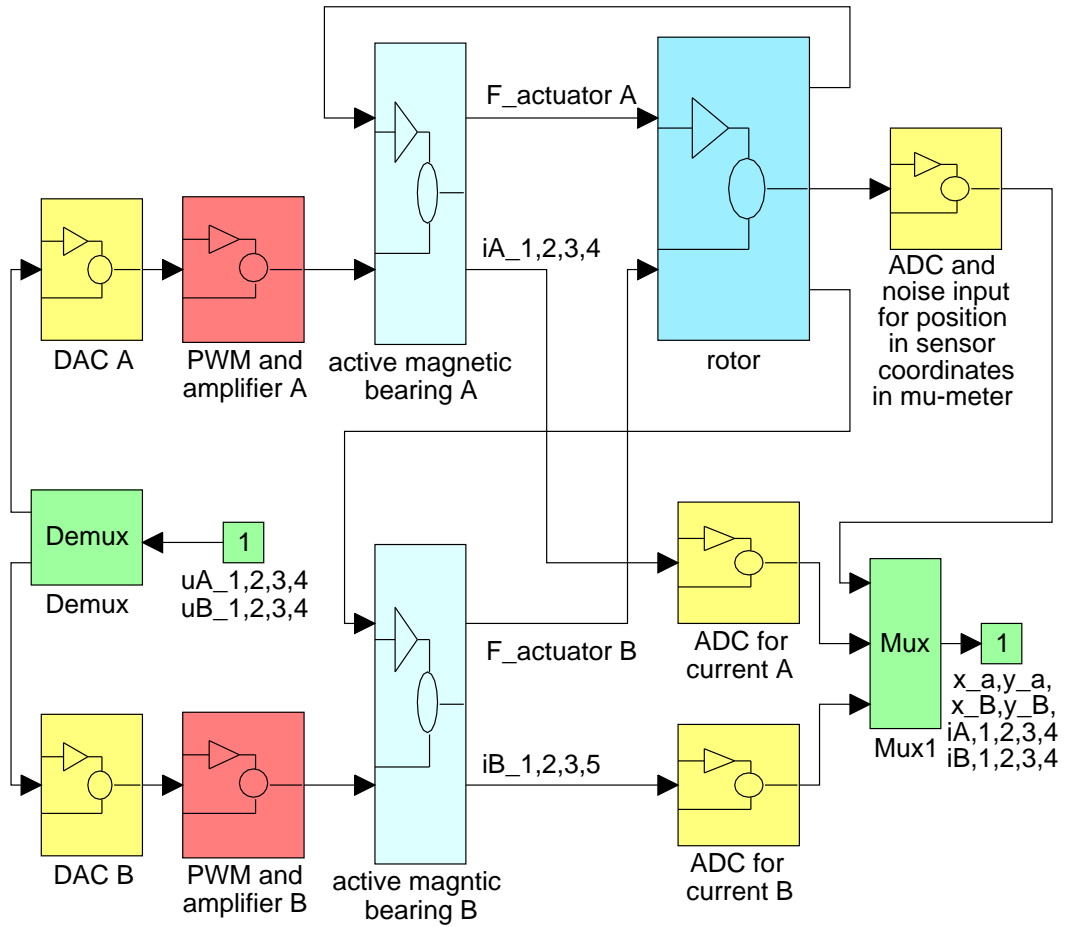 F_actuator A
iA_1,2,3,4
DAC A
PWM and
amplifier A
active magnetic
bearing A
rotor
ADC and
noise input
for position
in sensor
coordinates
in mu-meter
Demux
Demux
1
uA_1,2,3,4
uB_1,2,3,4
F_actuator B
iB_1,2,3,5
ADC for
current A
Mux
Mux1
1
x_a,y_a,
x_B,y_B,
iA,1,2,3,4
iB,1,2,3,4
DAC B
PWM and
amplifier B
active magntic
bearing B
ADC for
current B